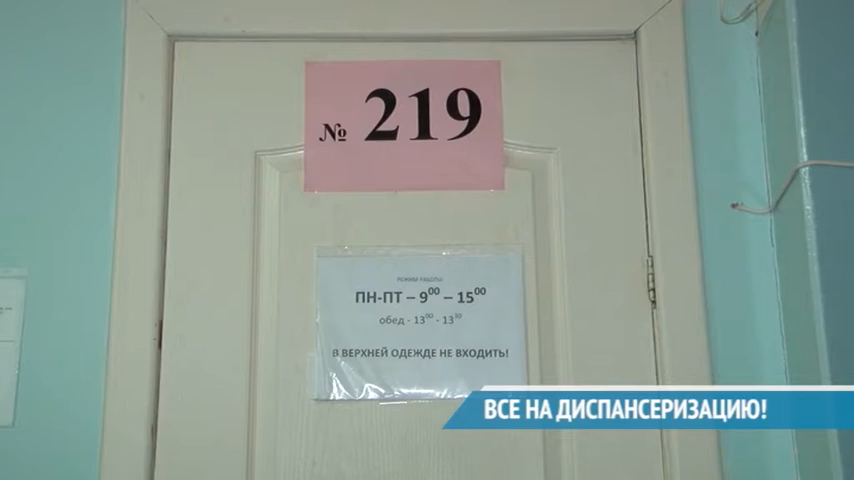 № 219
РЕЖИМ РАБОТЫ:
ПН-ПТ – 9⁰⁰ – 15⁰⁰
обед - 13⁰⁰ - 13³⁰
В ВЕРХНЕЙ ОДЕЖДЕ НЕ ВХОДИТЬ!
ВСЕ НА ДИСПАНСЕРИЗАЦИЮ!